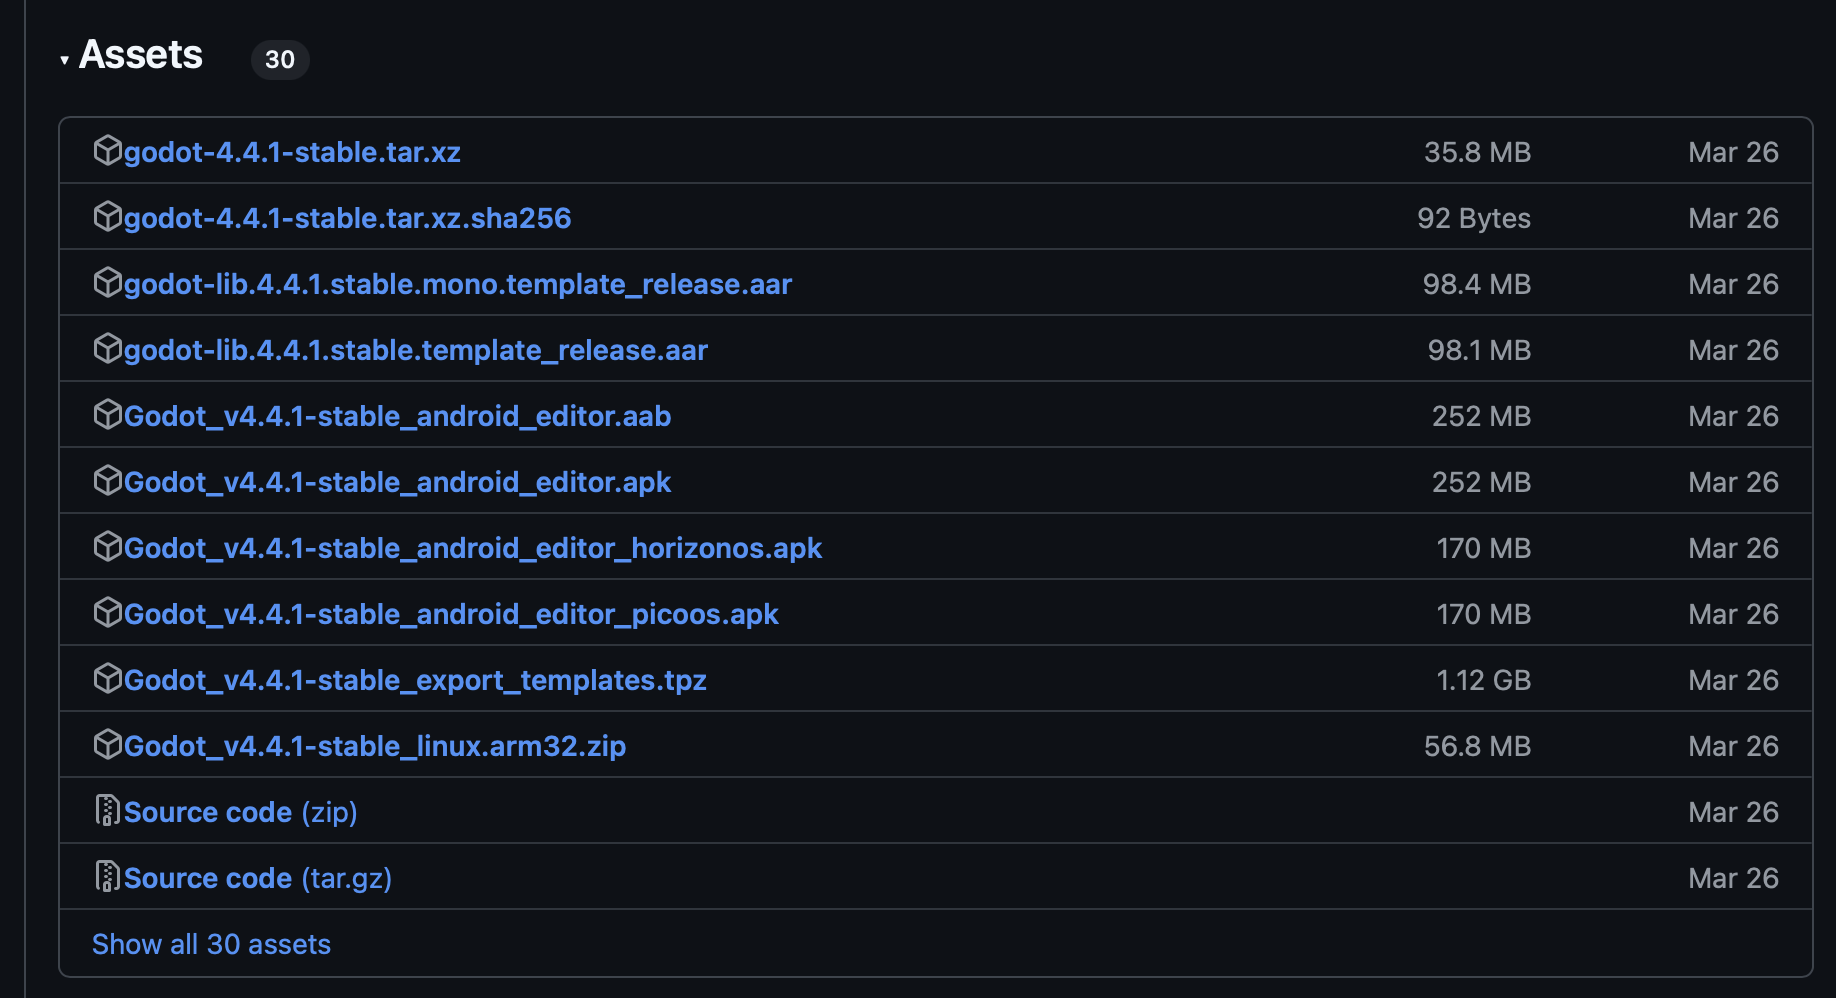 Assets 30
godot-4.4.1-stable.tar.xz 35.8 MB Mar 26
godot-4.4.1-stable.tar.xz.sha256 92 Bytes Mar 26
godot-lib.4.4.1.stable.mono.template_release.aar 98.4 MB Mar 26
godot-lib.4.4.1.stable.template_release.aar 98.1 MB Mar 26
Godot_v4.4.1-stable_android_editor.aab 252 MB Mar 26
Godot_v4.4.1-stable_android_editor.apk 252 MB Mar 26
Godot_v4.4.1-stable_android_editor_horizonos.apk 170 MB Mar 26
Godot_v4.4.1-stable_android_editor_picoos.apk 170 MB Mar 26
Godot_v4.4.1-stable_export_templates.tpz 1.12 GB Mar 26
Godot_v4.4.1-stable_linux.arm32.zip 56.8 MB Mar 26
Source code (zip) Mar 26
Source code (tar.gz) Mar 26
Show all 30 assets